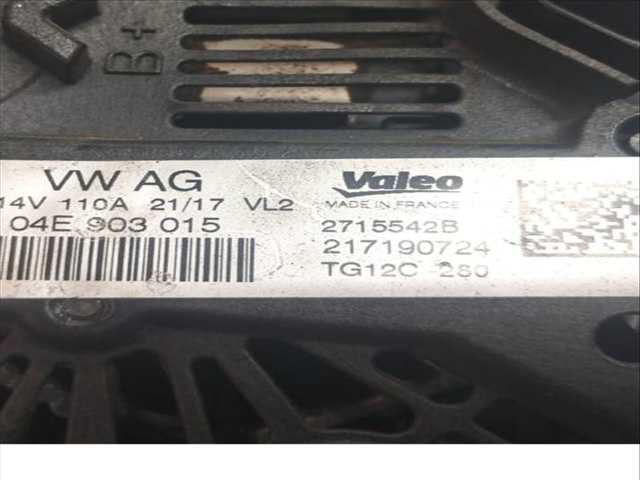 B+
VW AG
14V 110A 21/17 VL2
04E 903 015
Valeo
MADE IN FRANCE
2715542B
217190724
TG12C 280